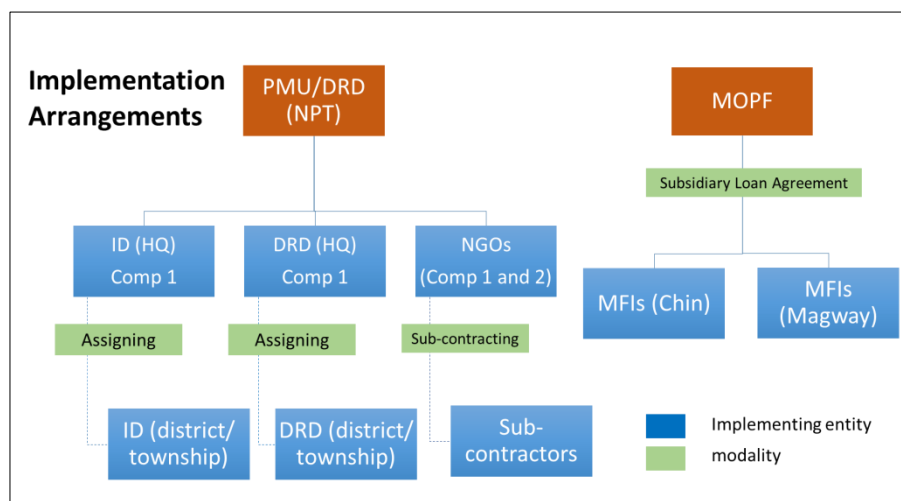 Implementation
Arrangements
PMU/DRD
(NPT)
MOPF
Subsidiary Loan Agreement
ID (HQ)
Comp 1
DRD (HQ)
Comp 1
NGOs
(Comp 1 and 2)
MFIs (Chin)
MFIs
(Magway)
Assigning
Assigning
Sub-contracting
ID (district/
township)
DRD (district/
township)
Sub-
contractors
Implementing entity
modality